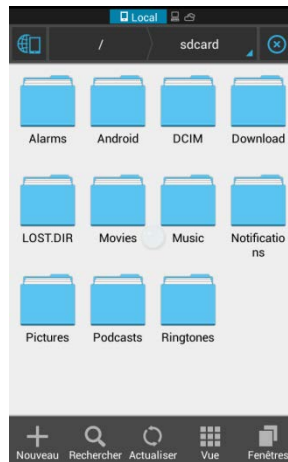 Local
/ sdcard
Alarms Android DCIM Download
LOST.DIR Movies Music Notificatio
ns
Pictures Podcasts Ringtones
Nouveau Rechercher Actualiser Vue Fenêtres